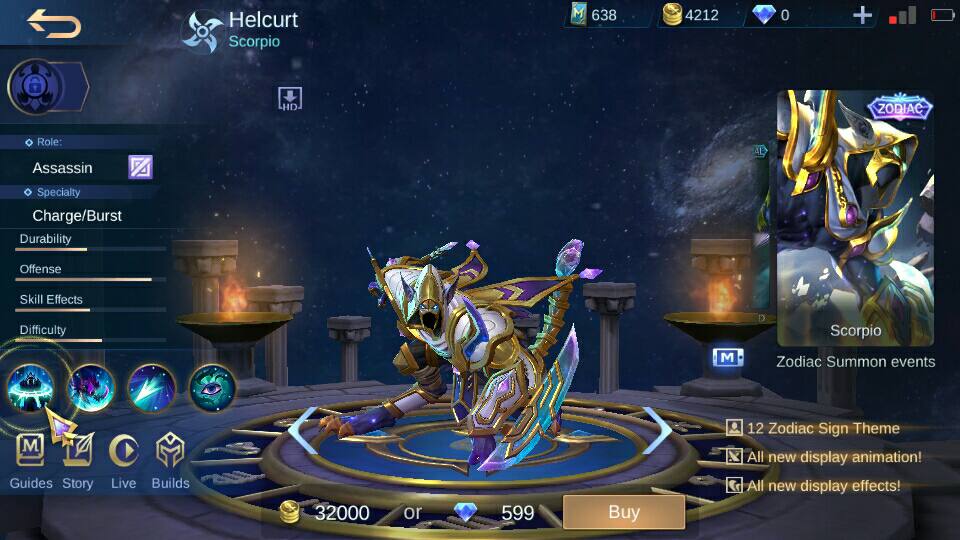 Helcurt
Scorpio
638
4212
0
HD
Role:
Assassin
Specialty
Charge/Burst
Durability
Offense
Skill Effects
Difficulty
Guides
Story
Live
Builds
ZODIAC
Scorpio
Zodiac Summon events
M
12 Zodiac Sign Theme
All new display animation!
All new display effects!
32000 or 599
Buy